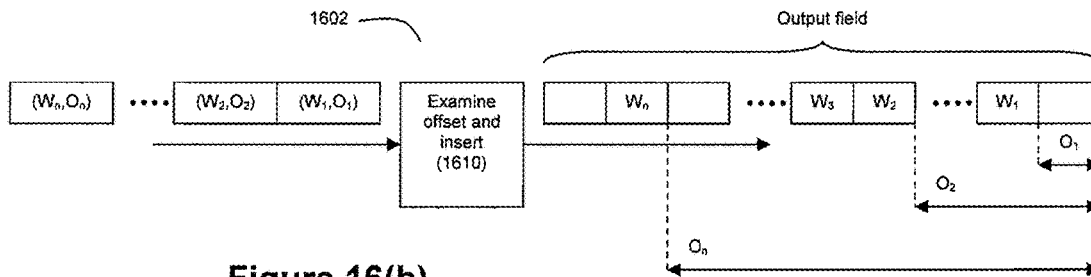 1602
Output field
(Wn,On) •••• (W2,O2) (W1,O1)
Examine
offset and
insert
(1610)
Wn •••• W3 W2 •••• W1
O1
O2
On
Figure 16(b)